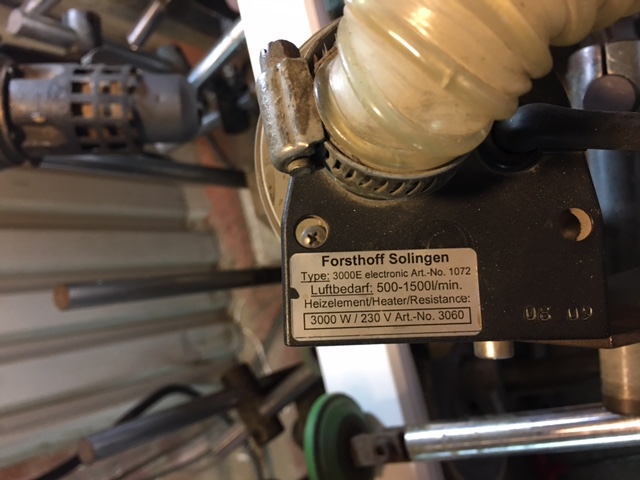 Forsthoff Solingen
Type: 3000E electronic Art.-No. 1072
Luftbedarf: 500-1500l/min.
Heizelement/Heater/Resistance:
3000 W / 230 V Art.-No. 3060
06 09